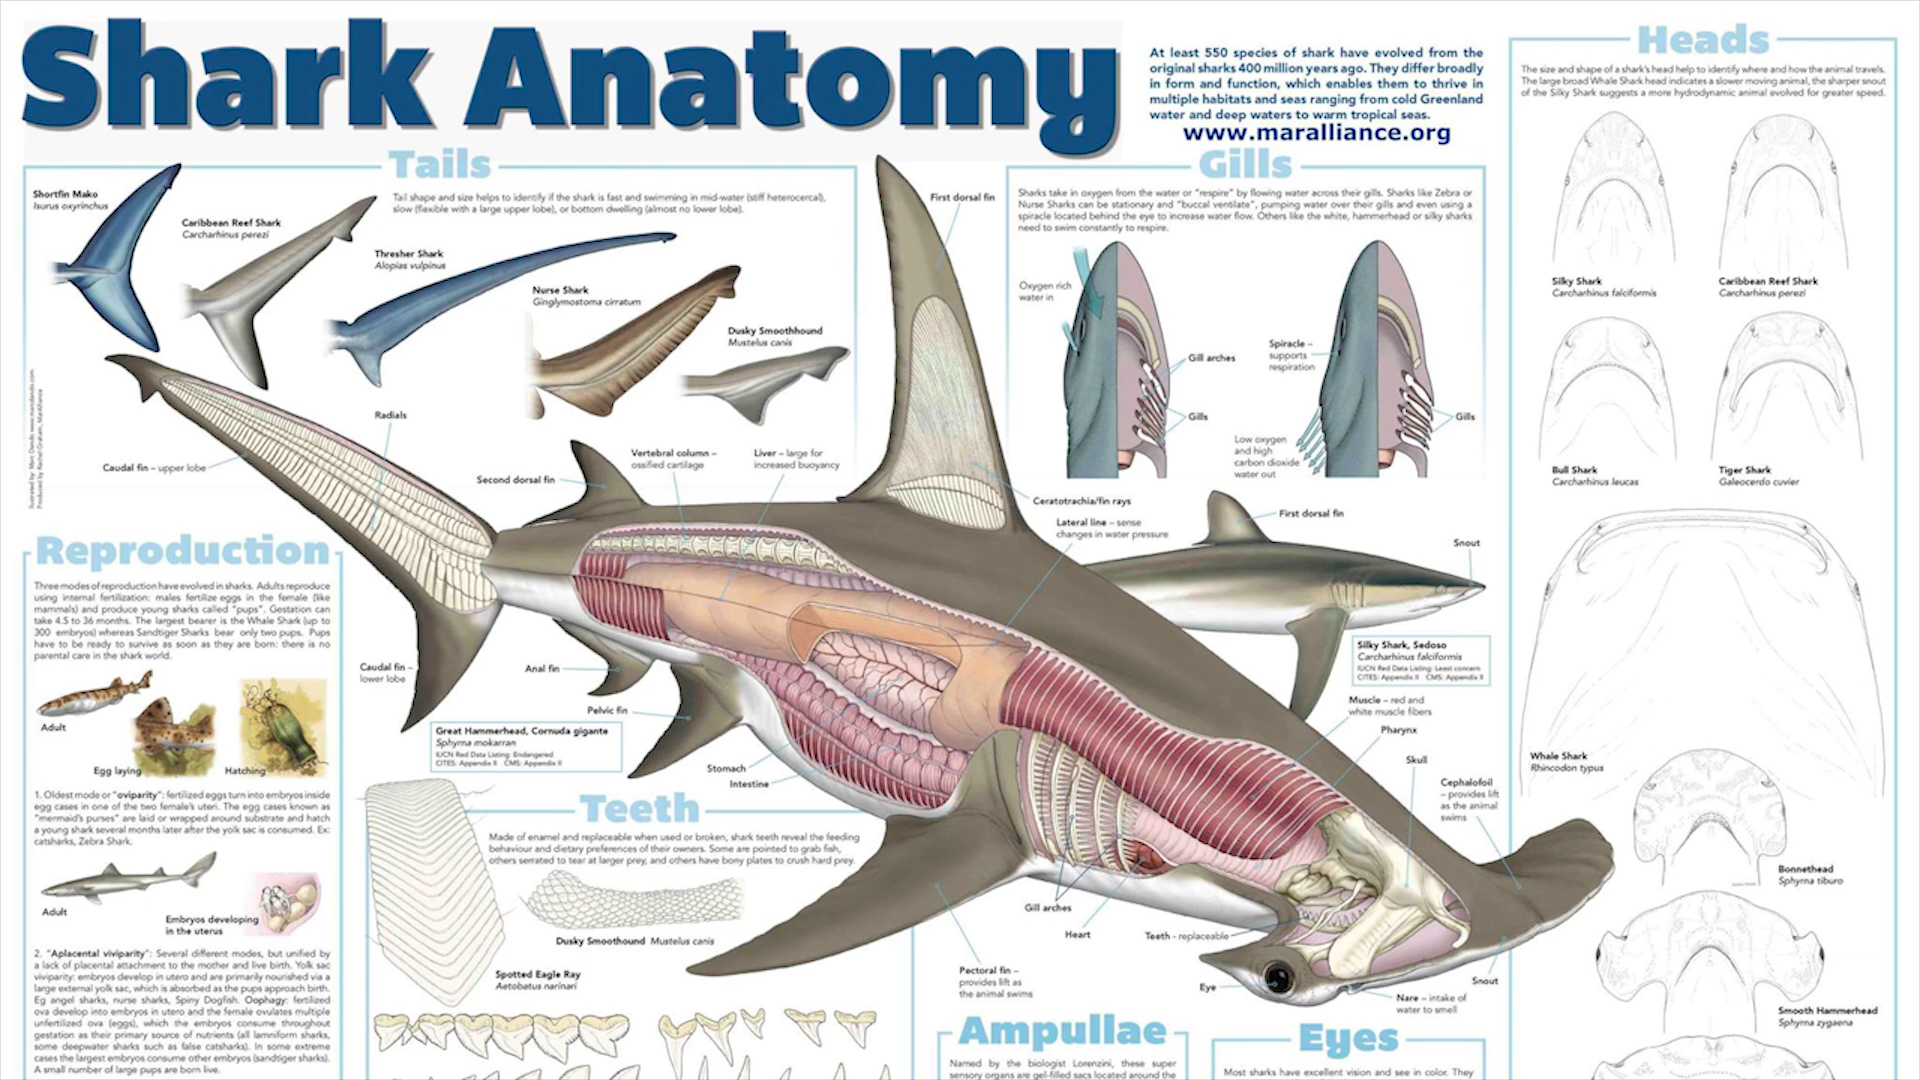 Shark Anatomy
At least 550 species of shark have evolved from the
original sharks 400 million years ago. They differ broadly
in form and function, which enables them to thrive in
multiple habitats and seas ranging from cold Greenland
water and deep waters to warm tropical seas.
www.maralliance.org
Tails
Tail shape and size helps to identify if the shark is fast and swimming in mid-water (stiff heterocercal),
slow (flexible with a large upper lobe), or bottom dwelling (almost no lower lobe).
Shortfin Mako
Isurus oxyrinchus
Caribbean Reef Shark
Carcharhinus perezi
Thresher Shark
Alopias vulpinus
Nurse Shark
Ginglymostoma cirratum
Dusky Smoothhound
Mustelus canis
Gills
Sharks take in oxygen from the water or "respire" by flowing water across their gills. Sharks like Zebra or
Nurse Sharks can be stationary and "buccal ventilate", pumping water over their gills and even using a
spiracle located behind the eye to increase water flow. Others like the white, hammerhead or silky sharks
need to swim constantly to respire.
Oxygen rich
water in
Gill arches
Gills
Spiracle –
supports
respiration
Gills
Low oxygen
and high
carbon dioxide
water out
Heads
The size and shape of a shark's head help to identify where and how the animal travels.
The large broad Whale Shark head indicates a slower moving animal, the sharper snout
of the Silky Shark suggests a more hydrodynamic animal evolved for greater speed.
Silky Shark
Carcharhinus falciformis
Caribbean Reef Shark
Carcharhinus perezi
Bull Shark
Carcharhinus leucas
Tiger Shark
Galeocerdo cuvier
Whale Shark
Rhincodon typus
Bonnethead
Sphyrna tiburo
Smooth Hammerhead
Sphyrna zygaena
First dorsal fin
Radials
Caudal fin – upper lobe
Second dorsal fin
Vertebral column –
ossified cartilage
Liver – large for
increased buoyancy
Ceratotrachia/fin rays
Lateral line – sense
changes in water pressure
First dorsal fin
Snout
Silky Shark, Sedoso
Carcharhinus falciformis
IUCN Red Data Listing: Least concern
CITES: Appendix II CMS: Appendix II
Caudal fin –
lower lobe
Anal fin
Pelvic fin
Great Hammerhead, Cornuda gigante
Sphyrna mokarran
IUCN Red Data Listing: Endangered
CITES: Appendix II CMS: Appendix II
Stomach
Intestine
Muscle – red and
white muscle fibers
Pharynx
Skull
Cephalofoil
– provides lift
as the animal
swims
Gill arches
Heart
Teeth - replaceable
Pectoral fin –
provides lift as
the animal swims
Eye
Nare – intake of
water to smell
Snout
Reproduction
Three modes of reproduction have evolved in sharks. Adults reproduce
using internal fertilization: males fertilize eggs in the female (like
mammals) and produce young sharks called "pups". Gestation can
take 4.5 to 36 months. The largest bearer is the Whale Shark (up to
300 embryos) whereas Sandtiger Sharks bear only two pups. Pups
have to be ready to survive as soon as they are born: there is no
parental care in the shark world.
Adult
Egg laying
Hatching
1. Oldest mode or "oviparity": fertilized eggs turn into embryos inside
egg cases in one of the two female's uteri. The egg cases known as
"mermaid's purses" are laid or wrapped around substrate and hatch
a young shark several months later after the yolk sac is consumed. Ex:
catsharks, Zebra Shark.
Adult
Embryos developing
in the uterus
2. "Aplacental viviparity": Several different modes, but unified by
a lack of placental attachment to the mother and live birth. Yolk sac
viviparity: embryos develop in utero and are primarily nourished via a
large external yolk sac, which is absorbed as the pups approach birth.
Eg angel sharks, nurse sharks, Spiny Dogfish. Oophagy: fertilized
ova develop into embryos in utero and the female ovulates multiple
unfertilized ova (eggs), which the embryos consume throughout
gestation as their primary source of nutrients (all lamniform sharks,
some deepwater sharks such as false catsharks). In some extreme
cases the largest embryos consume other embryos (sandtiger sharks).
A small number of large pups are born live.
Teeth
Made of enamel and replaceable when used or broken, shark teeth reveal the feeding
behaviour and dietary preferences of their owners. Some are pointed to grab fish,
others serrated to tear at larger prey, and others have bony plates to crush hard prey.
Dusky Smoothound Mustelus canis
Spotted Eagle Ray
Aetobatus narinari
Ampullae
Named by the biologist Lorenzini, these super
sensory organs are gel-filled sacs located around the
Eyes
Most sharks have excellent vision and see in color. They